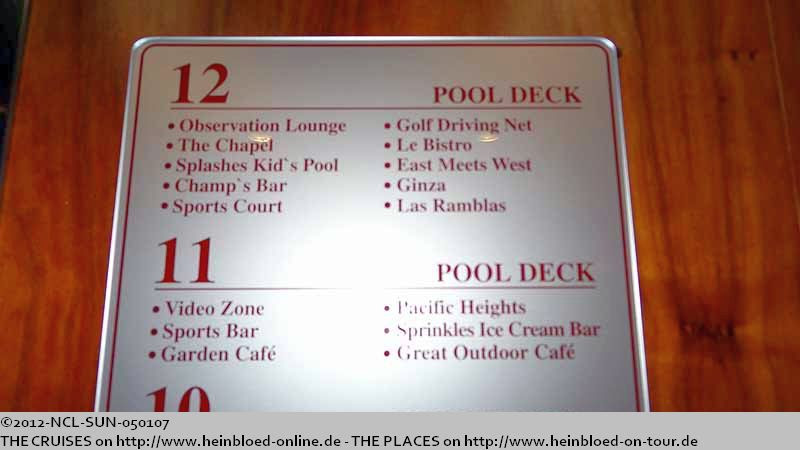 12 POOL DECK
• Observation Lounge
• The Chapel
• Splashes Kid`s Pool
• Champ`s Bar
• Sports Court
• Golf Driving Net
• Le Bistro
• East Meets West
• Ginza
• Las Ramblas
11 POOL DECK
• Video Zone
• Sports Bar
• Garden Café
• Pacific Heights
• Sprinkles Ice Cream Bar
• Great Outdoor Café
10
©2012-NCL-SUN-050107
THE CRUISES on http://www.heinbloed-online.de - THE PLACES on http://www.heinbloed-on-tour.de